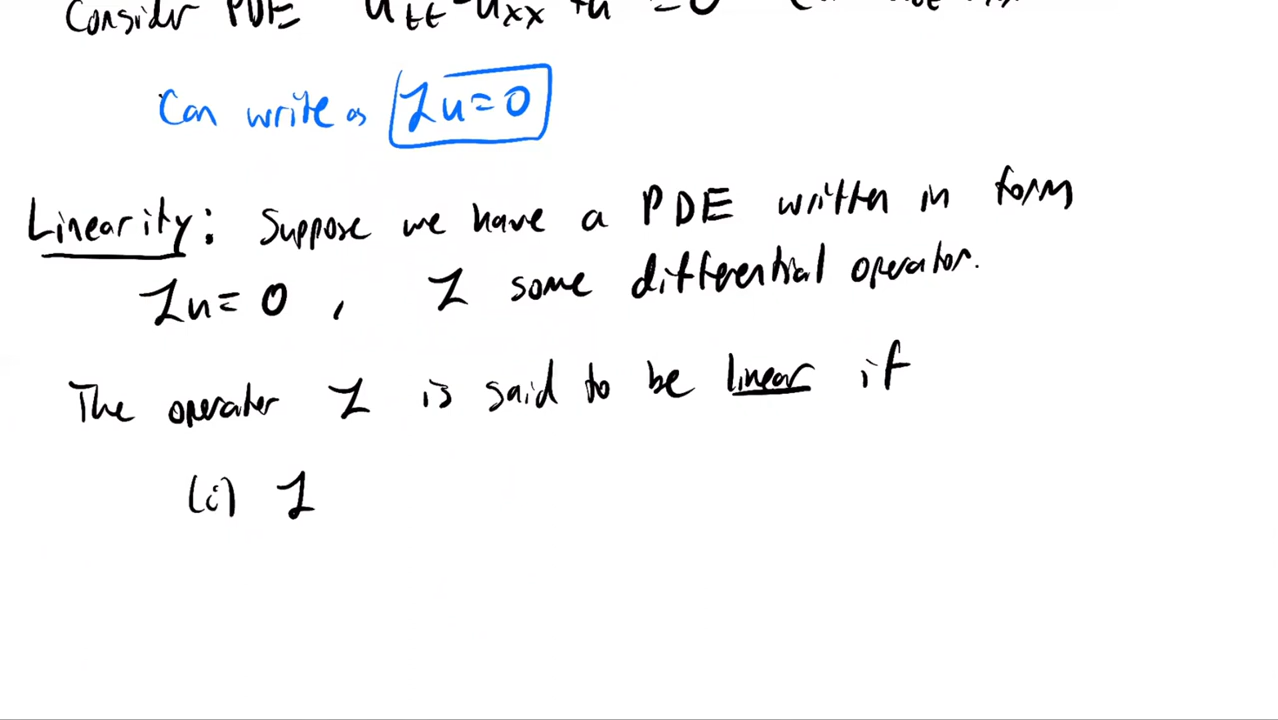 Consider PDE u_tt - u_xx + u = 0
Can write as ℒu = 0
Linearity: Suppose we have a PDE written in form
ℒu = 0 , ℒ some differential operator.
The operator ℒ is said to be linear if
(i) ℒ